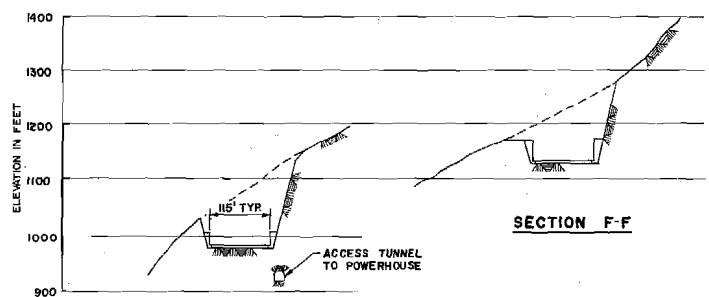 1400
1300
1200
1100
1000
900
ELEVATION IN FEET
115' TYP.
ACCESS TUNNEL
TO POWERHOUSE
SECTION F-F